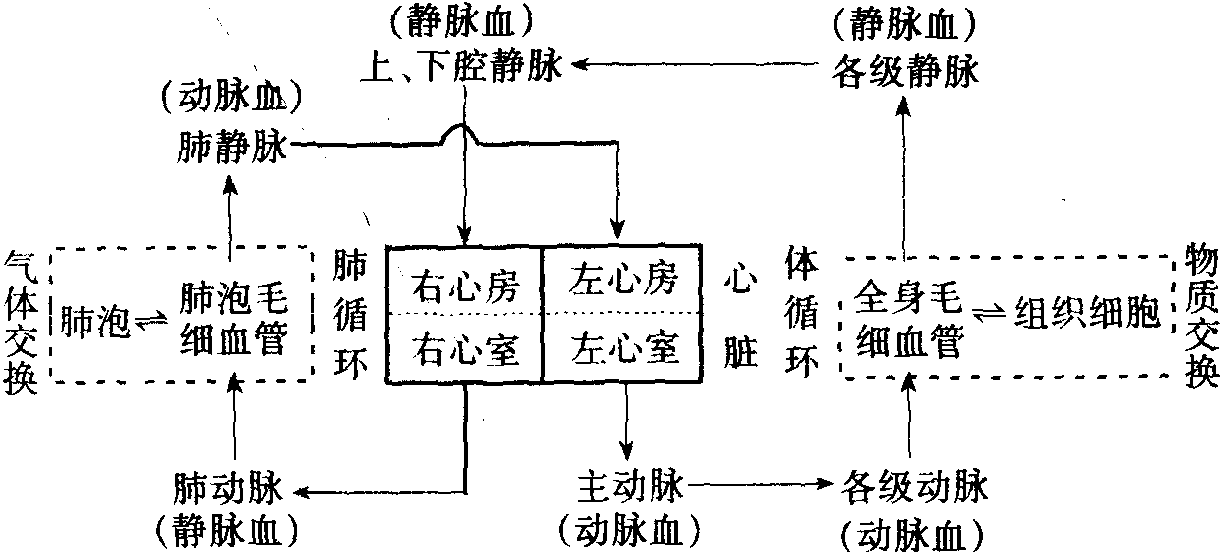 (静脉血)
上、下腔静脉
(静脉血)
各级静脉
(动脉血)
肺静脉
气体交换
肺泡⇌
肺泡毛
细血管
肺循环
右心房
左心房
右心室
左心室
心脏
体循环
全身毛
细血管
⇌组织细胞
物质交换
肺动脉
(静脉血)
主动脉
(动脉血)
各级动脉
(动脉血)